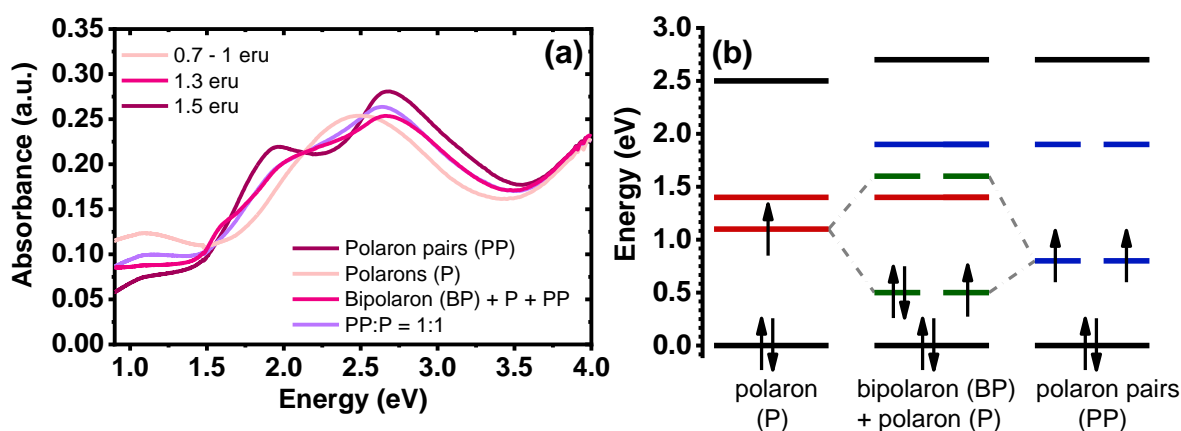 (a)
0.7 - 1 eru
1.3 eru
1.5 eru
Absorbance (a.u.)
0.35
0.30
0.25
0.20
0.15
0.10
0.05
0.00
Polaron pairs (PP)
Polarons (P)
Bipolaron (BP) + P + PP
PP:P = 1:1
1.0 1.5 2.0 2.5 3.0 3.5 4.0
Energy (eV)
(b)
Energy (eV)
2.5
2.0
1.5
1.0
0.5
0.0
polaron
(P)
bipolaron (BP)
+ polaron (P)
polaron pairs
(PP)